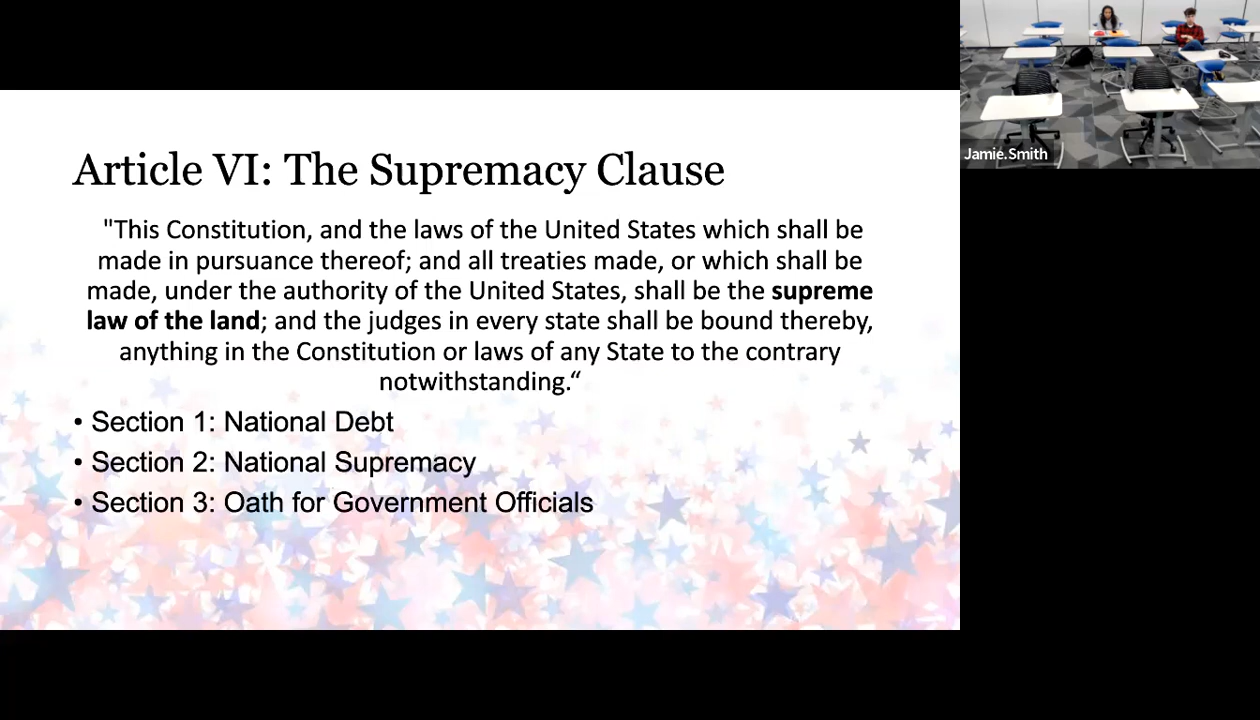 Article VI: The Supremacy Clause
"This Constitution, and the laws of the United States which shall be
made in pursuance thereof; and all treaties made, or which shall be
made, under the authority of the United States, shall be the supreme
law of the land; and the judges in every state shall be bound thereby,
anything in the Constitution or laws of any State to the contrary
notwithstanding.“
• Section 1: National Debt
• Section 2: National Supremacy
• Section 3: Oath for Government Officials
Jamie.Smith